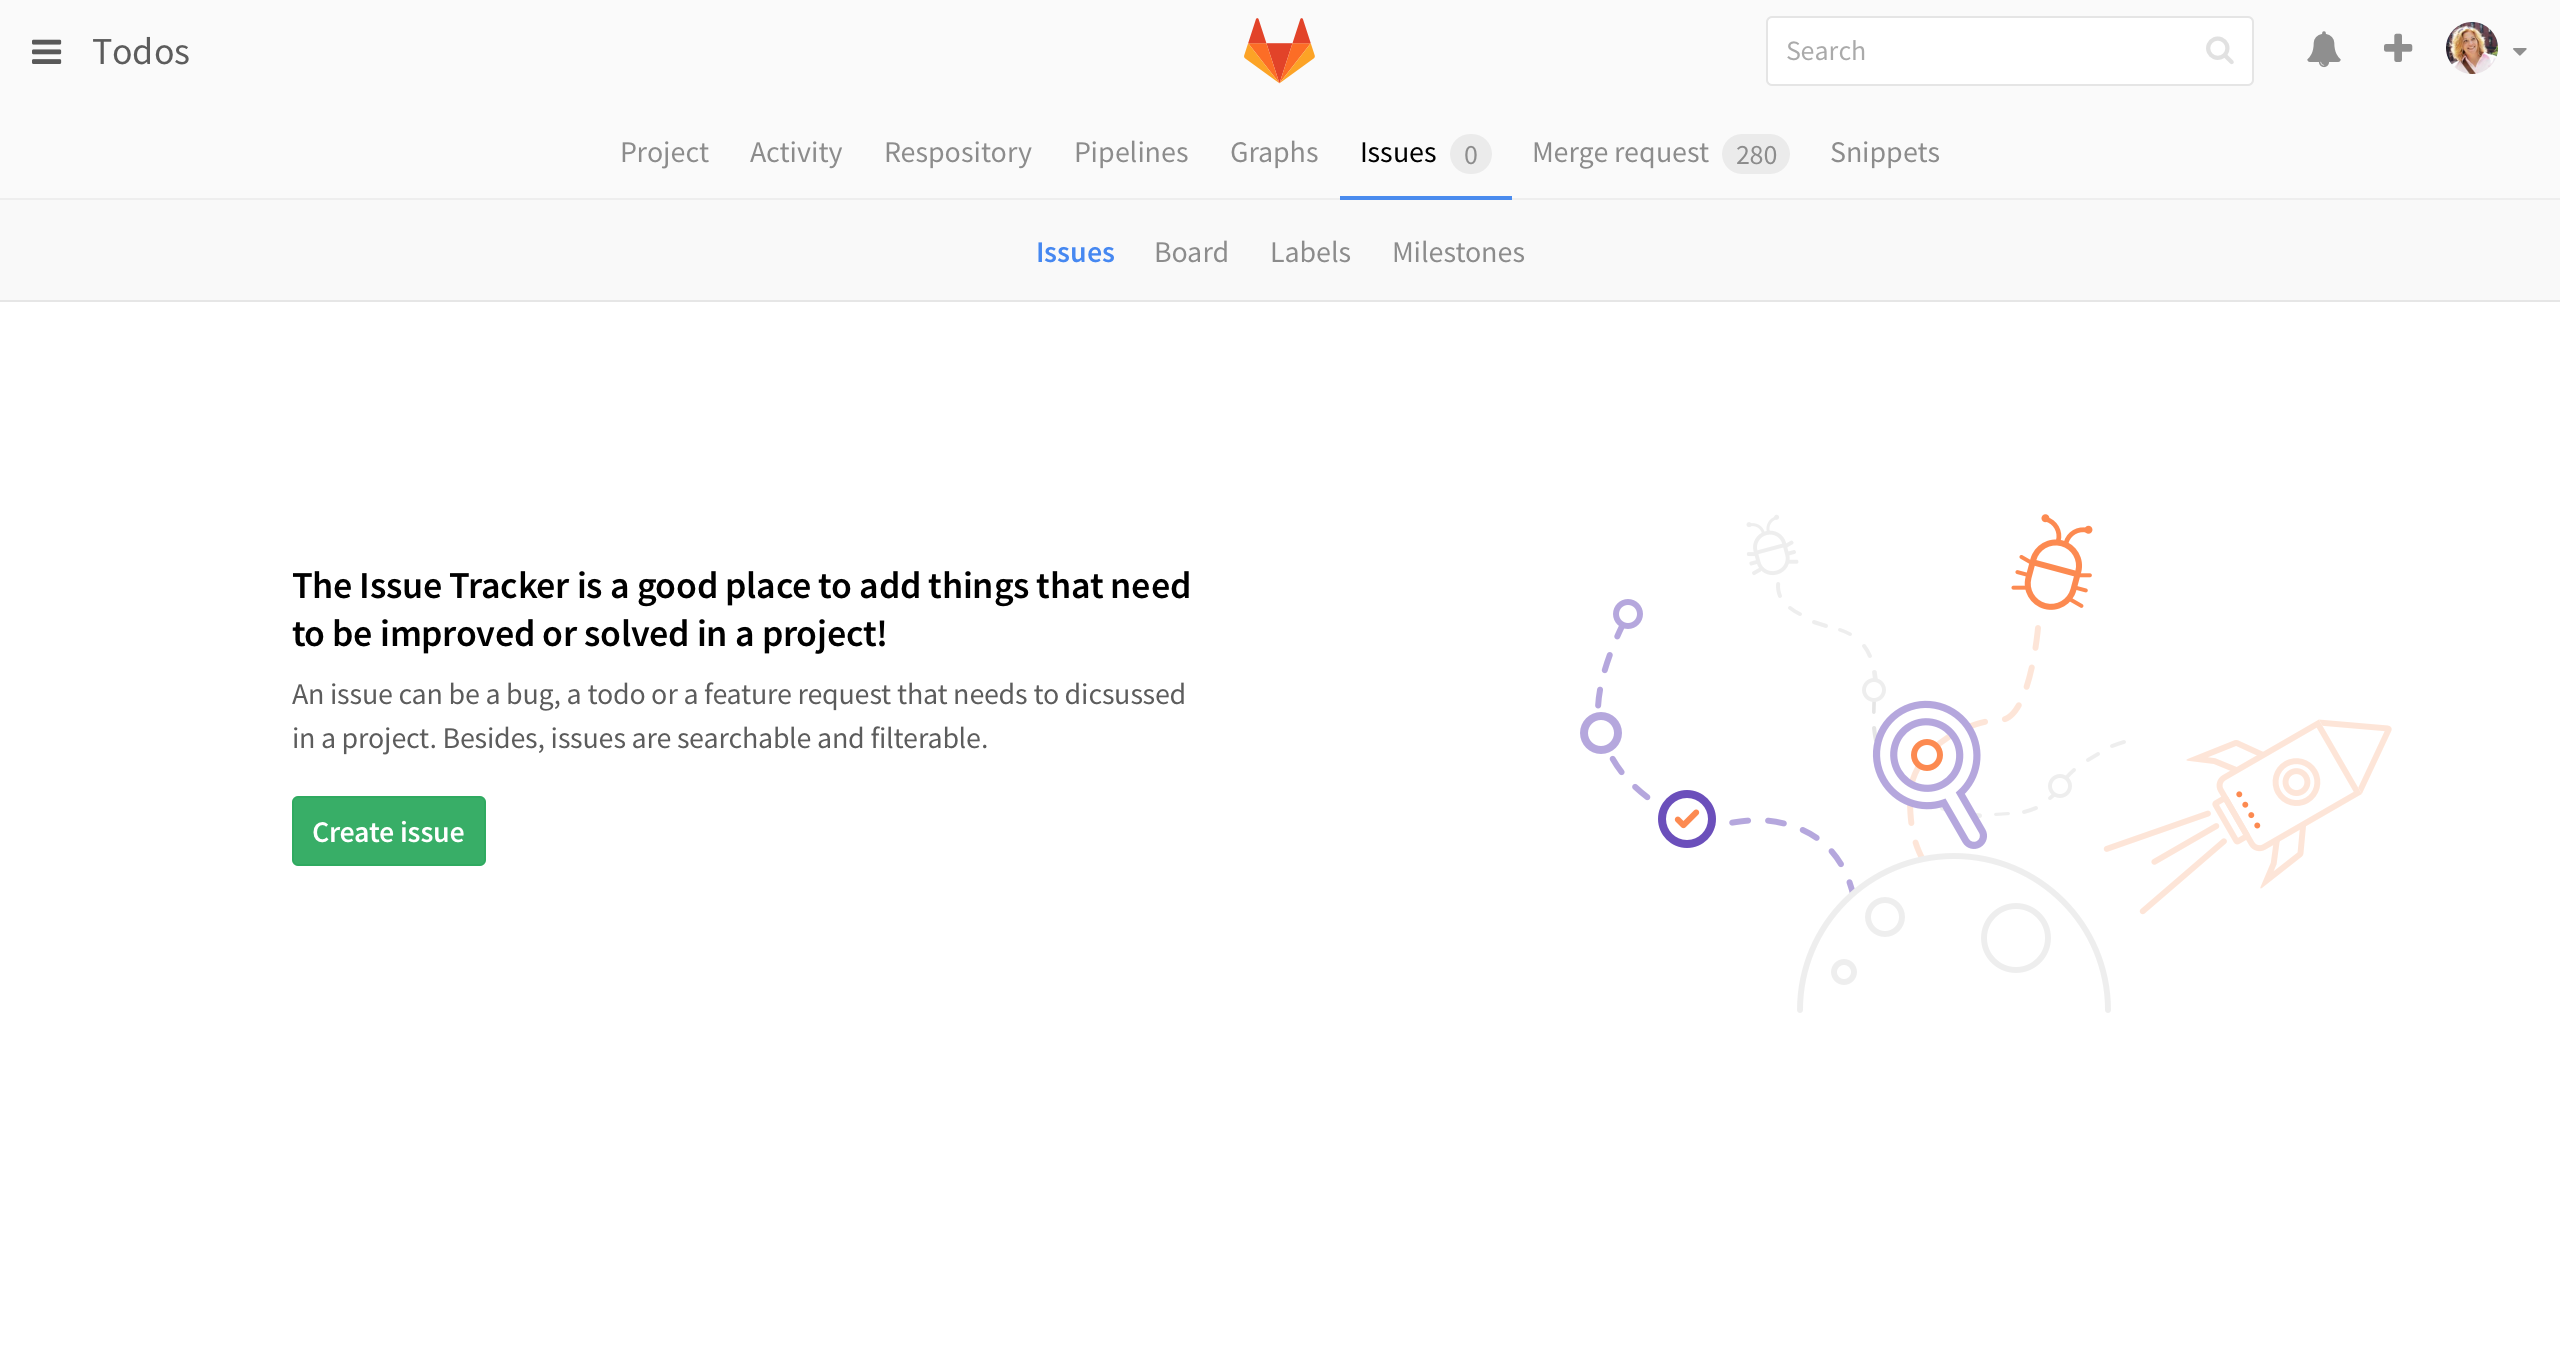 Todos
Search
Project Activity Respository Pipelines Graphs Issues 0 Merge request 280 Snippets
Issues Board Labels Milestones
The Issue Tracker is a good place to add things that need
to be improved or solved in a project!
An issue can be a bug, a todo or a feature request that needs to dicsussed
in a project. Besides, issues are searchable and filterable.
Create issue